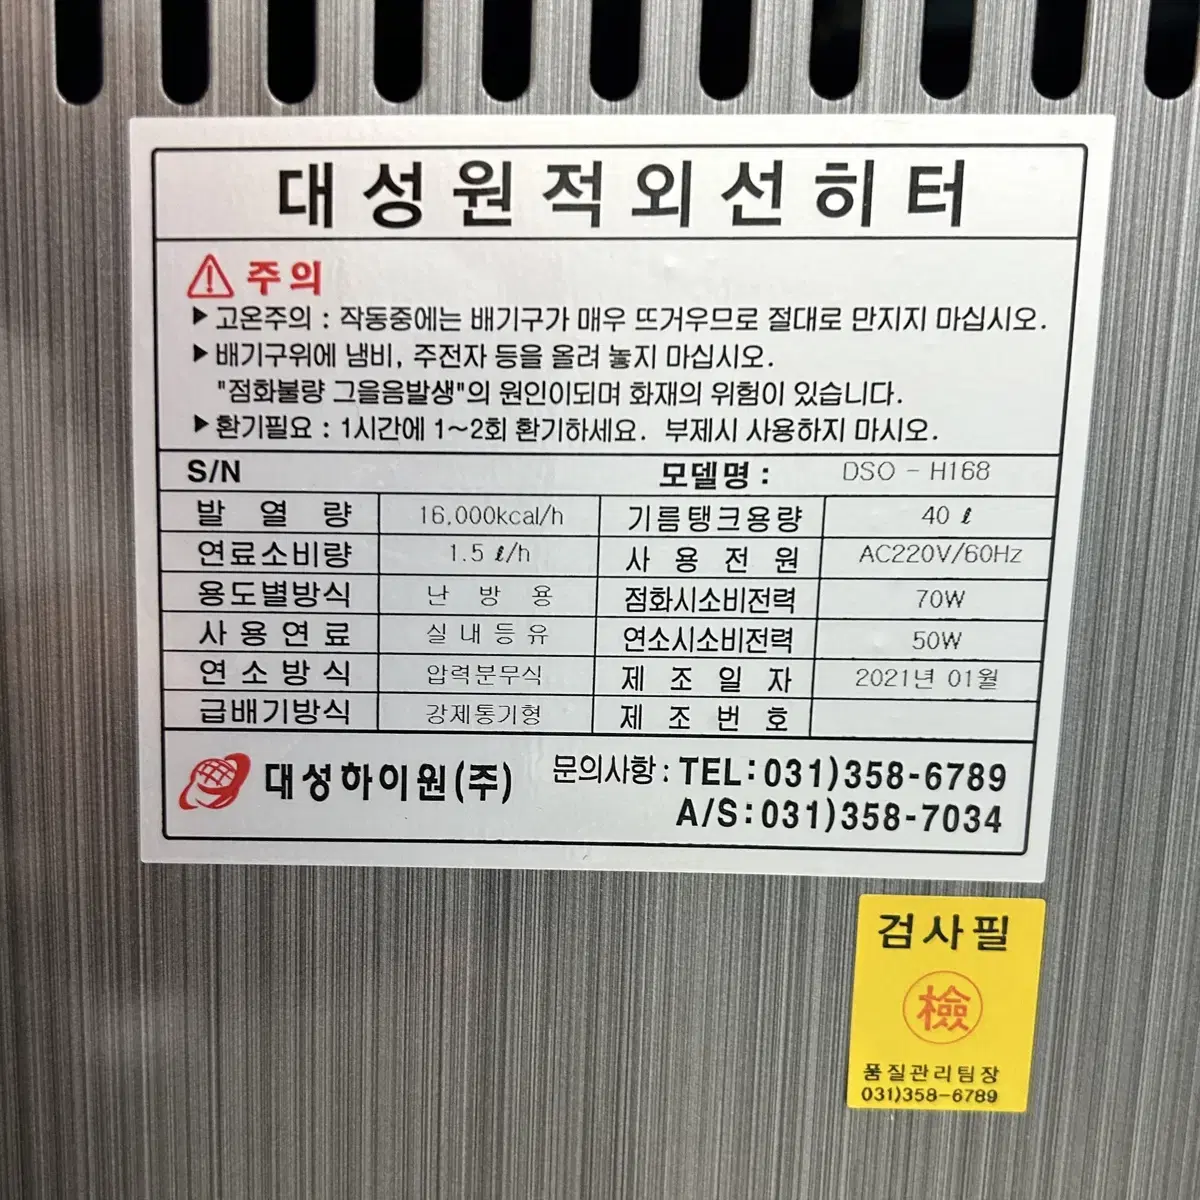 대성원적외선히터
주의
▶고온주의 : 작동중에는 배기구가 매우 뜨거우므로 절대로 만지지 마십시오.
▶배기구위에 냄비, 주전자 등을 올려 놓지 마십시오.
"점화불량 그을음발생"의 원인이되며 화재의 위험이 있습니다.
▶환기필요 : 1시간에 1~2회 환기하세요. 부제시 사용하지 마시오.
S/N 모델명 : DSO - H168
발열량 16,000kcal/h 기름탱크용량 40 ℓ
연료소비량 1.5 ℓ/h 사용전원 AC220V/60Hz
용도별방식 난방용 점화시소비전력 70W
사용연료 실내등유 연소시소비전력 50W
연소방식 압력분무식 제조일자 2021년 01월
급배기방식 강제통기형 제조번호
대성하이원(주) 문의사항 : TEL:031)358-6789
A/S:031)358-7034
검사필
檢
품질관리팀장
031)358-6789